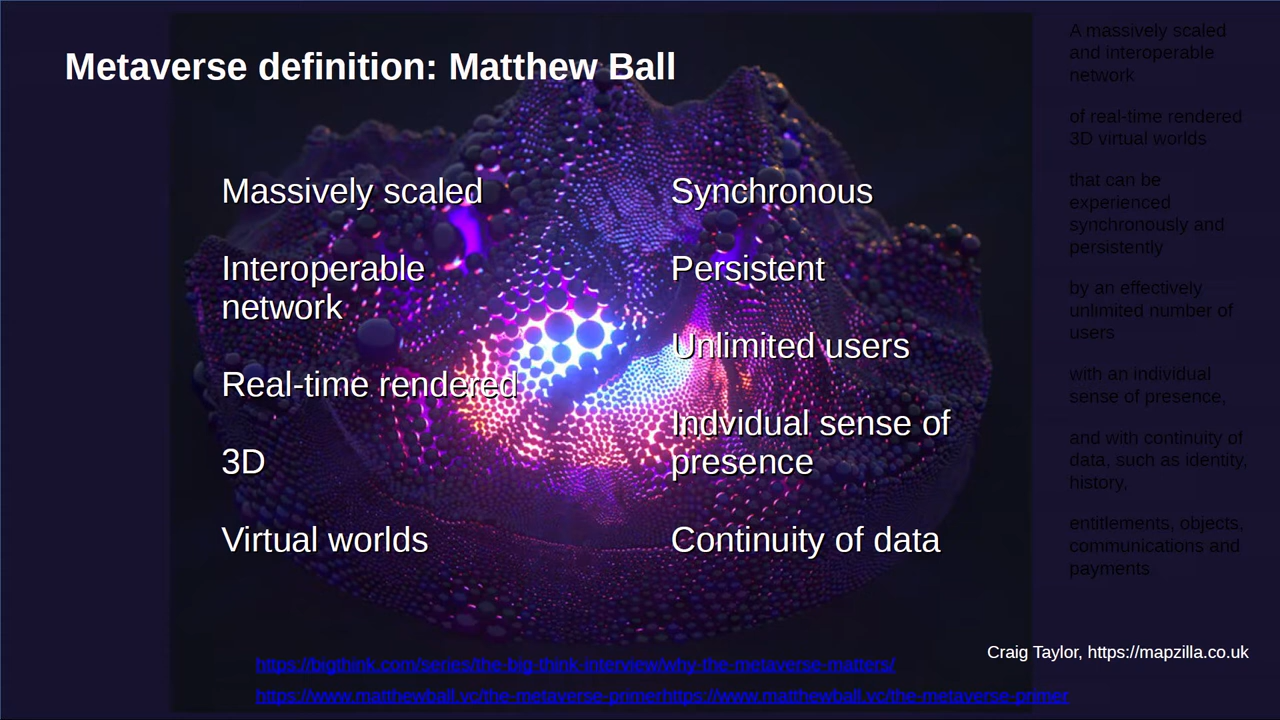 Metaverse definition: Matthew Ball
Massively scaled
Interoperable
network
Real-time rendered
3D
Virtual worlds
Synchronous
Persistent
Unlimited users
Indvidual sense of
presence
Continuity of data
A massively scaled
and interoperable
network
of real-time rendered
3D virtual worlds
that can be
experienced
synchronously and
persistently
by an effectively
unlimited number of
users
with an individual
sense of presence,
and with continuity of
data, such as identity,
history,
entitlements, objects,
communications and
payments
Craig Taylor, https://mapzilla.co.uk
https://bigthink.com/series/the-big-think-interview/why-the-metaverse-matters/
https://www.matthewball.vc/the-metaverse-primerhttps://www.matthewball.vc/the-metaverse-primer